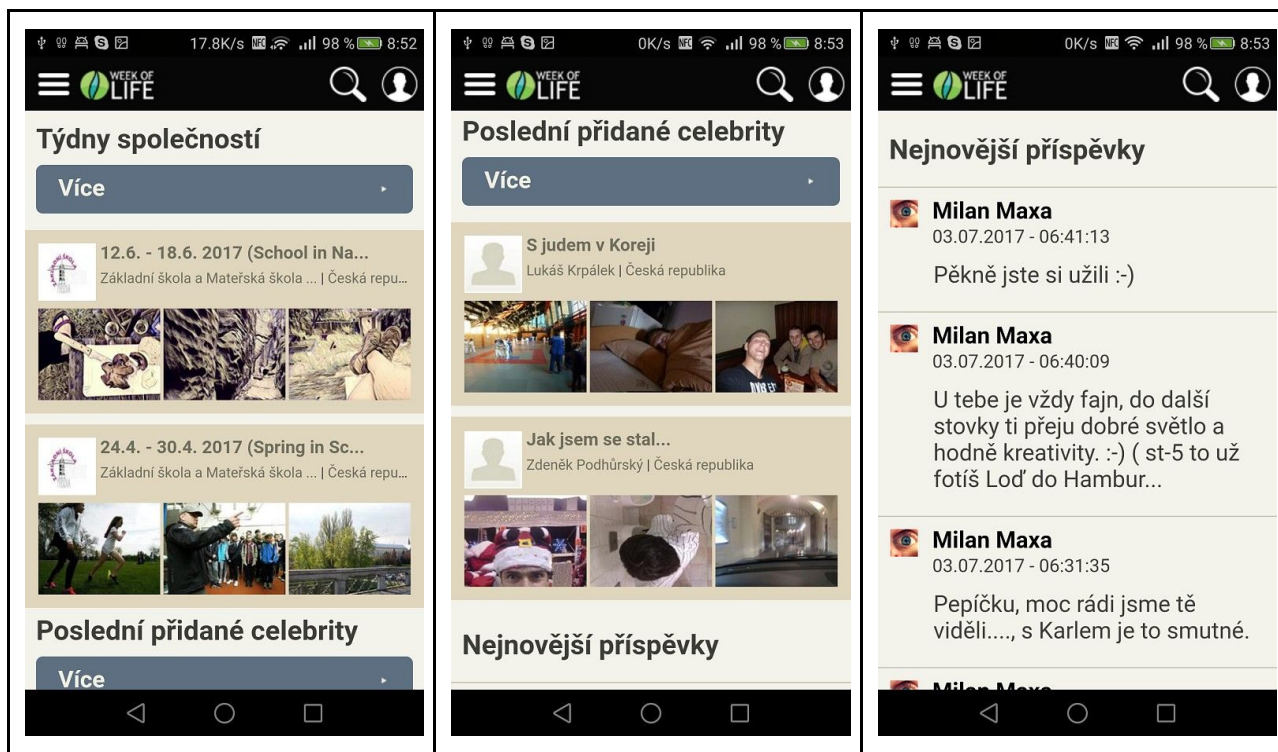 17.8K/s NFC 98 % 8:52
WEEK OF
LIFE
Týdny společností
Více
12.6. - 18.6. 2017 (School in Na...
Základní škola a Mateřská škola ... | Česká repu...
24.4. - 30.4. 2017 (Spring in Sc...
Základní škola a Mateřská škola ... | Česká repu...
Poslední přidané celebrity
Více
0K/s NFC 98 % 8:53
WEEK OF
LIFE
Poslední přidané celebrity
Více
S judem v Koreji
Lukáš Krpálek | Česká republika
Jak jsem se stal...
Zdeněk Podhůrský | Česká republika
Nejnovější příspěvky
0K/s NFC 98 % 8:53
WEEK OF
LIFE
Nejnovější příspěvky
Milan Maxa
03.07.2017 - 06:41:13
Pěkně jste si užili :-)
Milan Maxa
03.07.2017 - 06:40:09
U tebe je vždy fajn, do další
stovky ti přeju dobré světlo a
hodně kreativity. :-) ( st-5 to už
fotíš Loď do Hambur...
Milan Maxa
03.07.2017 - 06:31:35
Pepíčku, moc rádi jsme tě
viděli...., s Karlem je to smutné.
Milan Maxa